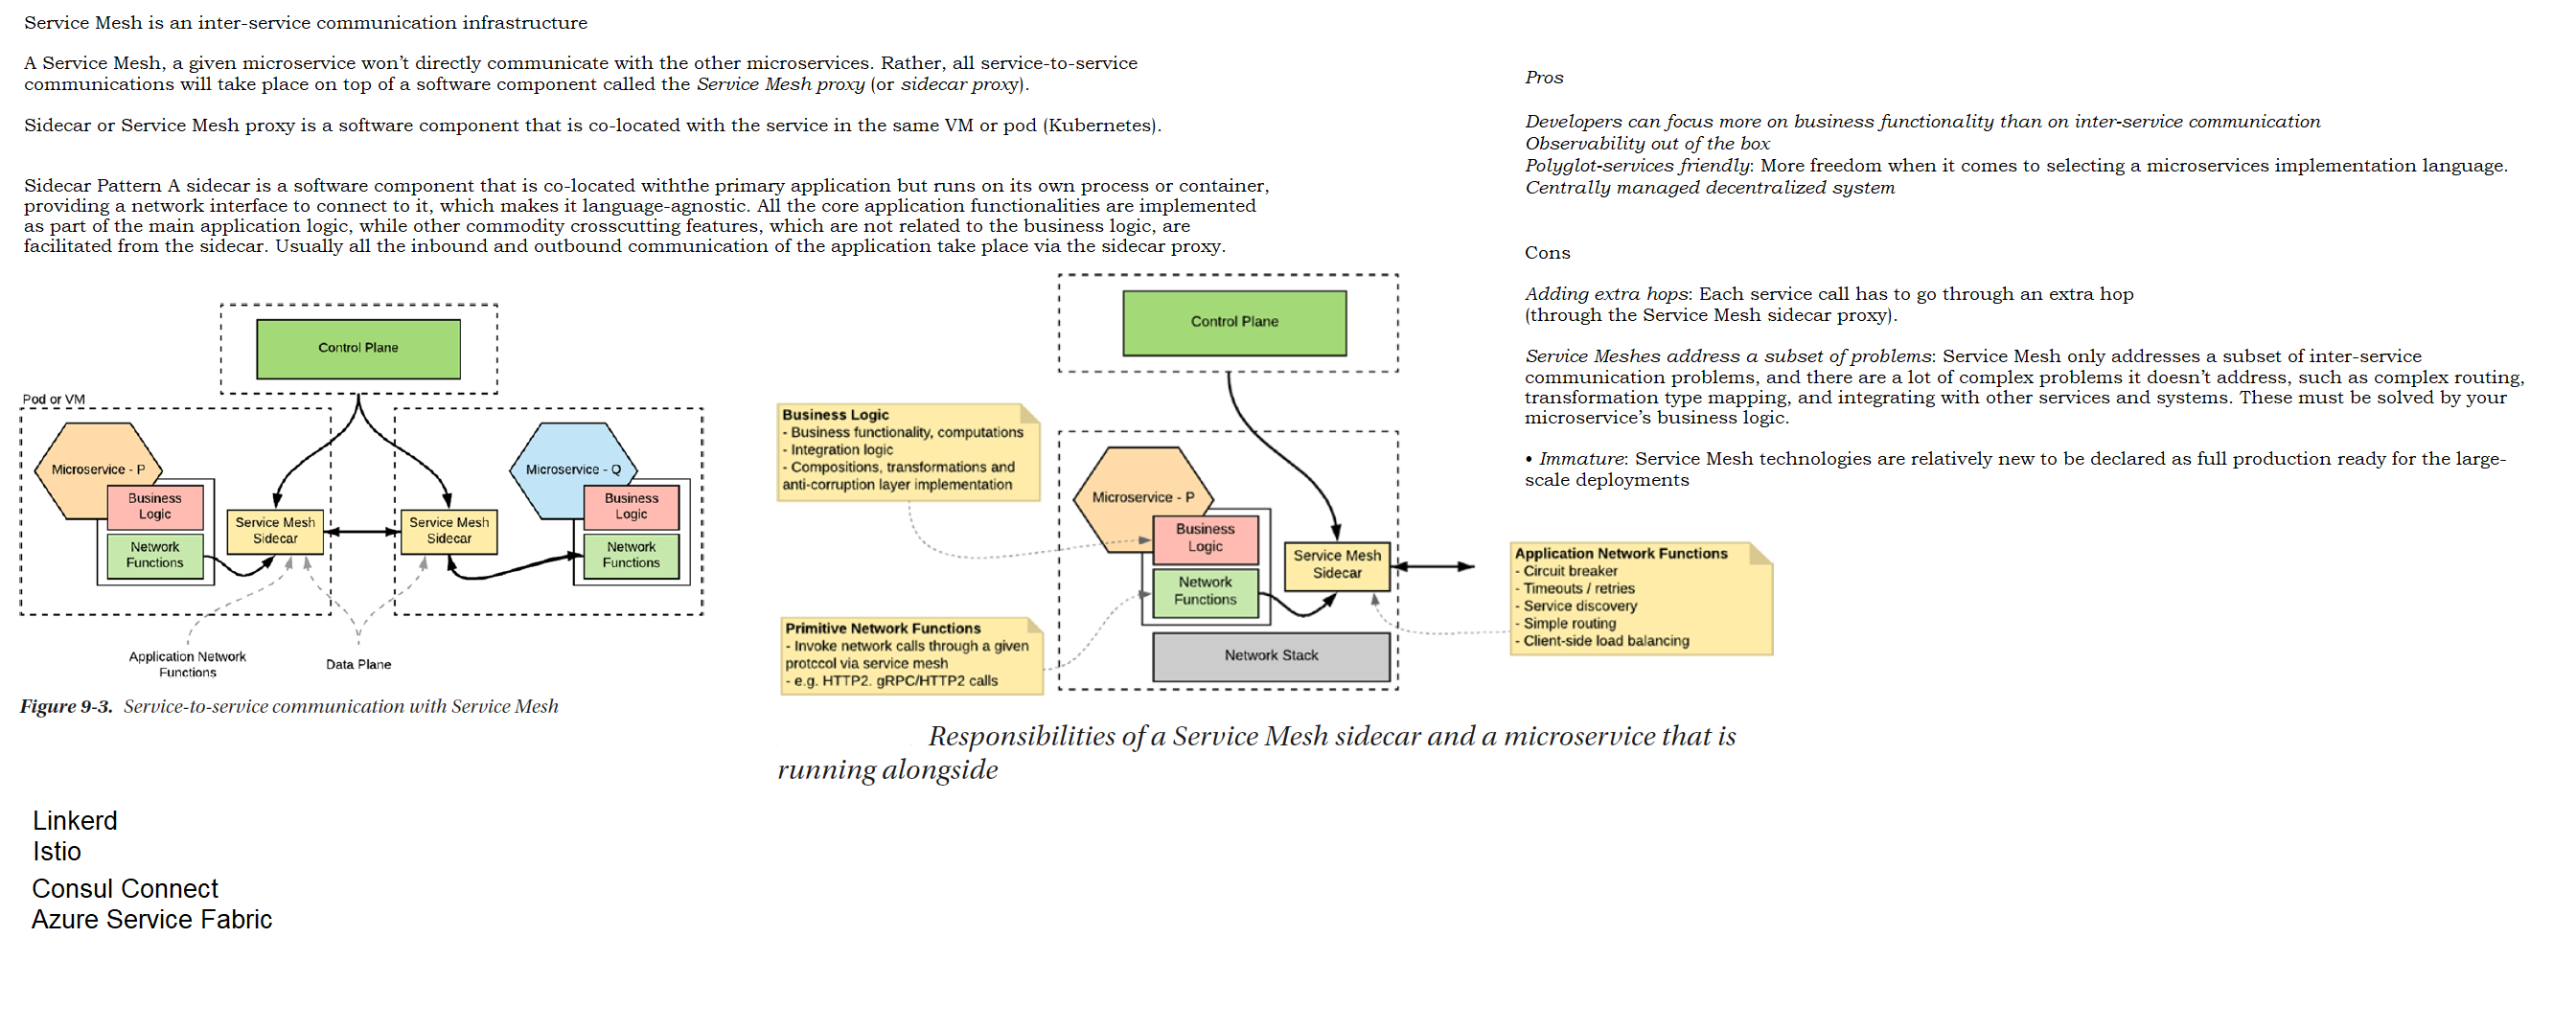 Service Mesh is an inter-service communication infrastructure
A Service Mesh, a given microservice won't directly communicate with the other microservices. Rather, all service-to-service
communications will take place on top of a software component called the Service Mesh proxy (or sidecar proxy).
Sidecar or Service Mesh proxy is a software component that is co-located with the service in the same VM or pod (Kubernetes).
Sidecar Pattern A sidecar is a software component that is co-located withthe primary application but runs on its own process or container,
providing a network interface to connect to it, which makes it language-agnostic. All the core application functionalities are implemented
as part of the main application logic, while other commodity crosscutting features, which are not related to the business logic, are
facilitated from the sidecar. Usually all the inbound and outbound communication of the application take place via the sidecar proxy.
Control Plane
Pod or VM
Microservice - P
Business
Logic
Network
Functions
Service Mesh
Sidecar
Service Mesh
Sidecar
Microservice - Q
Business
Logic
Network
Functions
Application Network
Functions
Data Plane
Figure 9-3. Service-to-service communication with Service Mesh
Control Plane
Business Logic
- Business functionality, computations
- Integration logic
- Compositions, transformations and
anti-corruption layer implementation
Microservice - P
Business
Logic
Network
Functions
Service Mesh
Sidecar
Network Stack
Primitive Network Functions
- Invoke network calls through a given
protccol via service mesh
- e.g. HTTP2. gRPC/HTTP2 calls
Application Network Functions
- Circuit breaker
- Timeouts / retries
- Service discovery
- Simple routing
- Client-side load balancing
Responsibilities of a Service Mesh sidecar and a microservice that is
running alongside
Pros
Developers can focus more on business functionality than on inter-service communication
Observability out of the box
Polyglot-services friendly: More freedom when it comes to selecting a microservices implementation language.
Centrally managed decentralized system
Cons
Adding extra hops: Each service call has to go through an extra hop
(through the Service Mesh sidecar proxy).
Service Meshes address a subset of problems: Service Mesh only addresses a subset of inter-service
communication problems, and there are a lot of complex problems it doesn't address, such as complex routing,
transformation type mapping, and integrating with other services and systems. These must be solved by your
microservice's business logic.
• Immature: Service Mesh technologies are relatively new to be declared as full production ready for the large-
scale deployments
Linkerd
Istio
Consul Connect
Azure Service Fabric